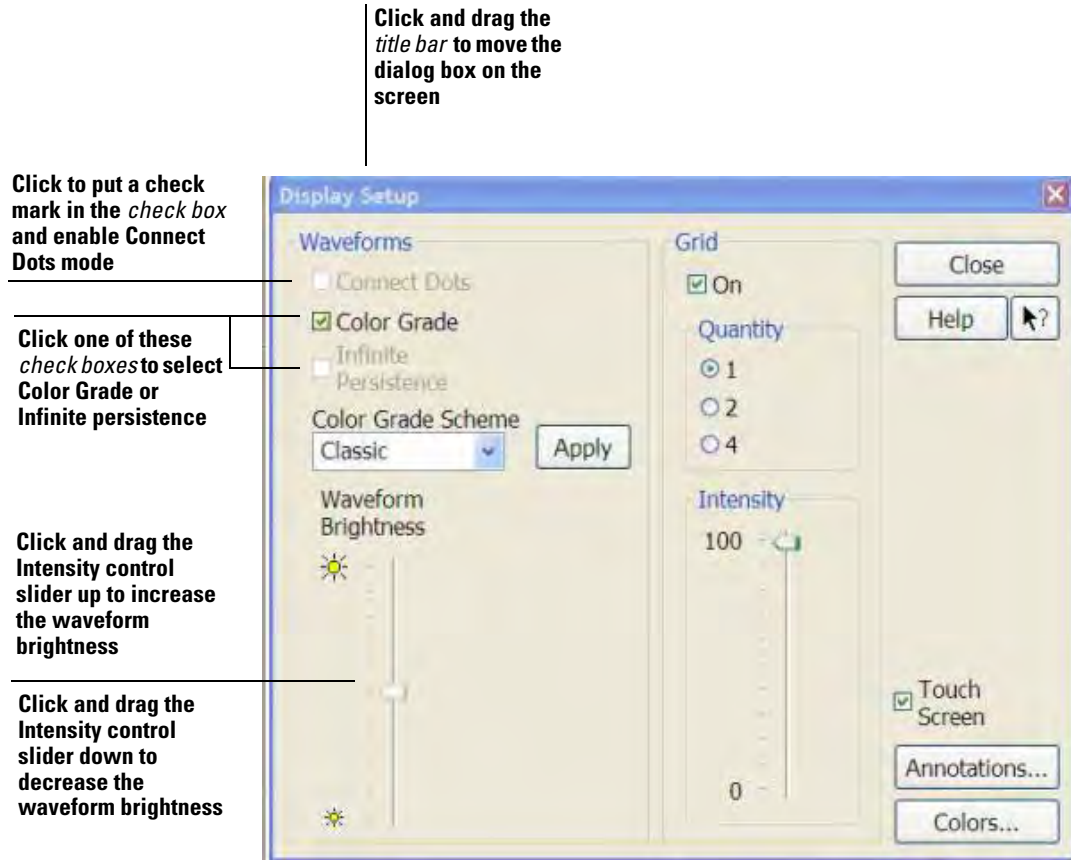 Click and drag the
title bar to move the
dialog box on the
screen
Click to put a check
mark in the check box
and enable Connect
Dots mode
Click one of these
check boxes to select
Color Grade or
Infinite persistence
Click and drag the
Intensity control
slider up to increase
the waveform
brightness
Click and drag the
Intensity control
slider down to
decrease the
waveform brightness
Display Setup
Waveforms
Connect Dots
Color Grade
Infinite
Persistence
Color Grade Scheme
Classic
Apply
Waveform
Brightness
Grid
On
Quantity
1
2
4
Intensity
100
0
Close
Help
?
Touch
Screen
Annotations...
Colors...